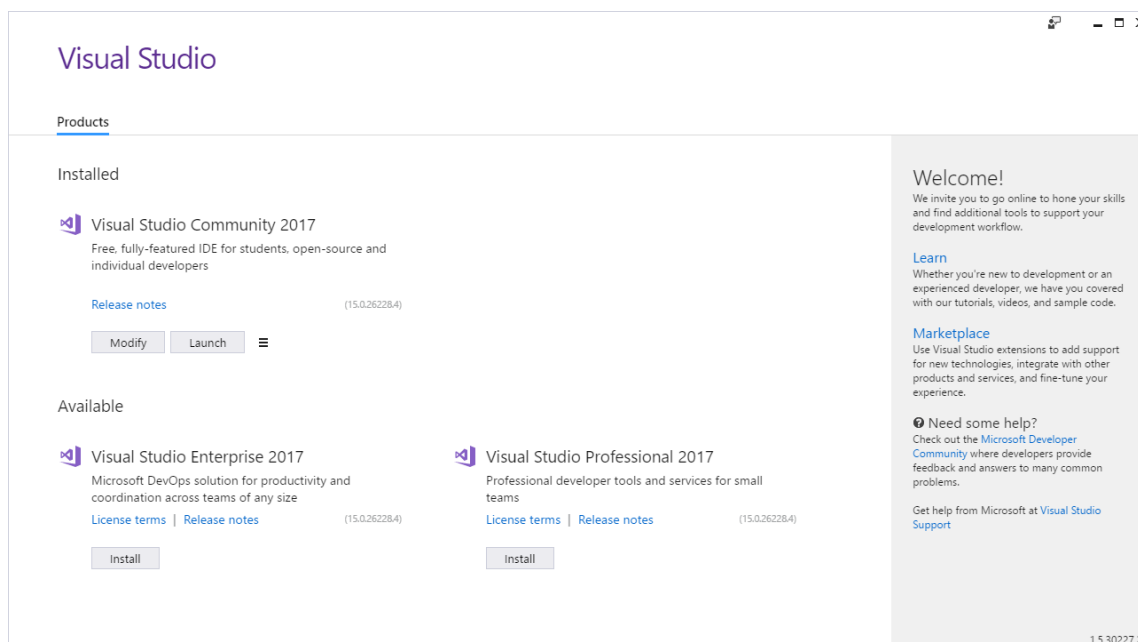 Visual Studio
Products
Installed
Visual Studio Community 2017
Free, fully-featured IDE for students, open-source and
individual developers
Release notes
(15.0.26228.4)
Modify
Launch
Available
Visual Studio Enterprise 2017
Microsoft DevOps solution for productivity and
coordination across teams of any size
License terms | Release notes
(15.0.26228.4)
Install
Visual Studio Professional 2017
Professional developer tools and services for small
teams
License terms | Release notes
(15.0.26228.4)
Install
Welcome!
We invite you to go online to hone your skills
and find additional tools to support your
development workflow.
Learn
Whether you're new to development or an
experienced developer, we have you covered
with our tutorials, videos, and sample code.
Marketplace
Use Visual Studio extensions to add support
for new technologies, integrate with other
products and services, and fine-tune your
experience.
Need some help?
Check out the Microsoft Developer
Community where developers provide
feedback and answers to many common
problems.
Get help from Microsoft at Visual Studio
Support